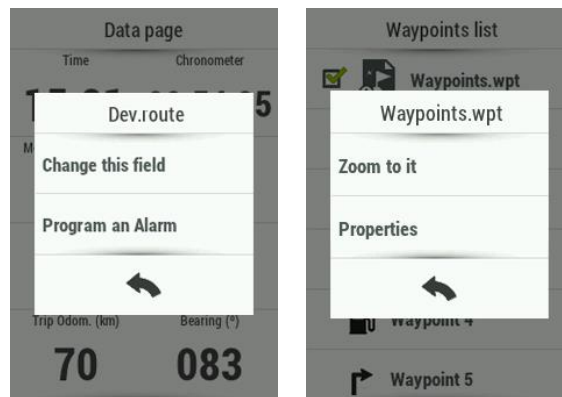 Data page
Time Chronometer
Dev.route
Change this field
Program an Alarm
Trip Odom. (km) Bearing (º)
70 083
Waypoints list
Waypoints.wpt
Waypoints.wpt
Zoom to it
Properties
Waypoint 4
Waypoint 5